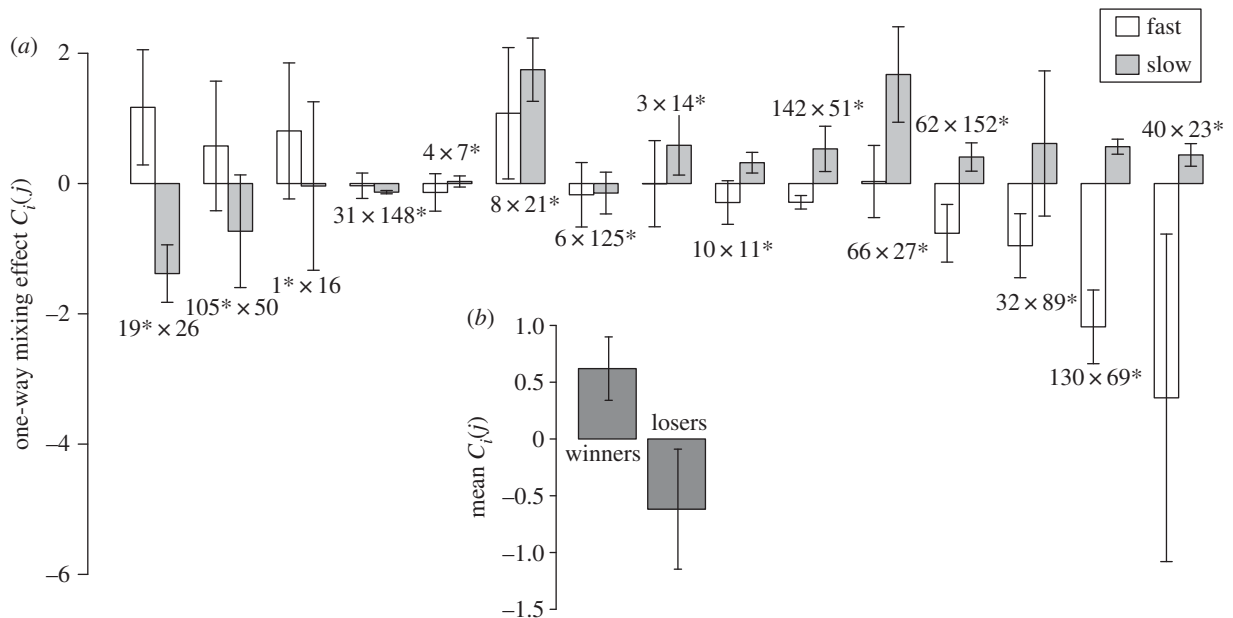 (a)
fast
slow
one-way mixing effect Ci(j)
2
0
−2
−4
−6
19* × 26
105* × 50
1* × 16
31 × 148*
4 × 7*
8 × 21*
6 × 125*
3 × 14*
10 × 11*
142 × 51*
66 × 27*
62 × 152*
32 × 89*
130 × 69*
40 × 23*
(b)
mean Ci(j)
1.0
0.5
0
−0.5
−1.0
−1.5
winners
losers